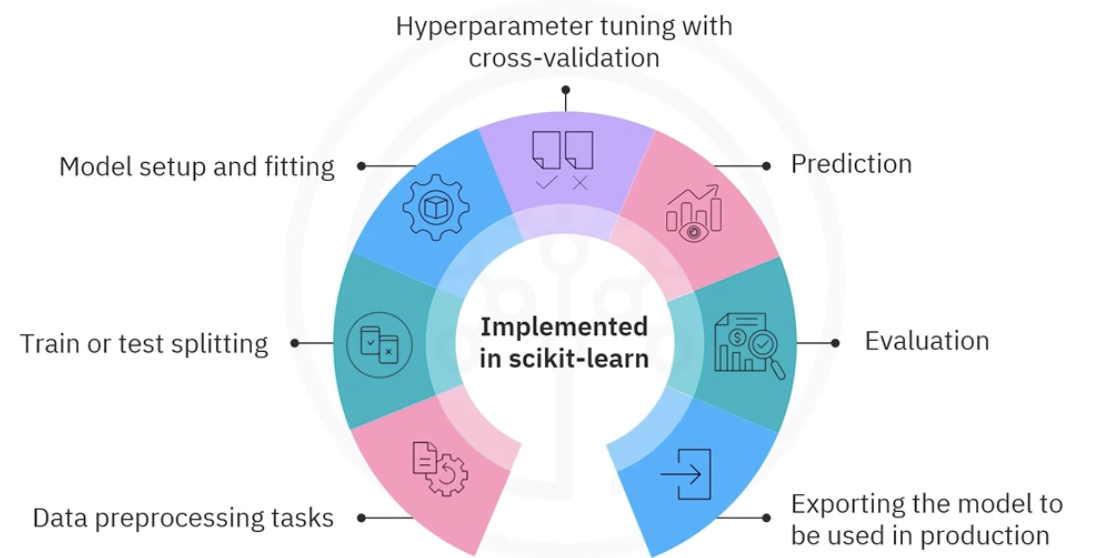 Hyperparameter tuning with
cross-validation
Model setup and fitting
Prediction
Train or test splitting
Implemented
in scikit-learn
Evaluation
Data preprocessing tasks
Exporting the model to
be used in production